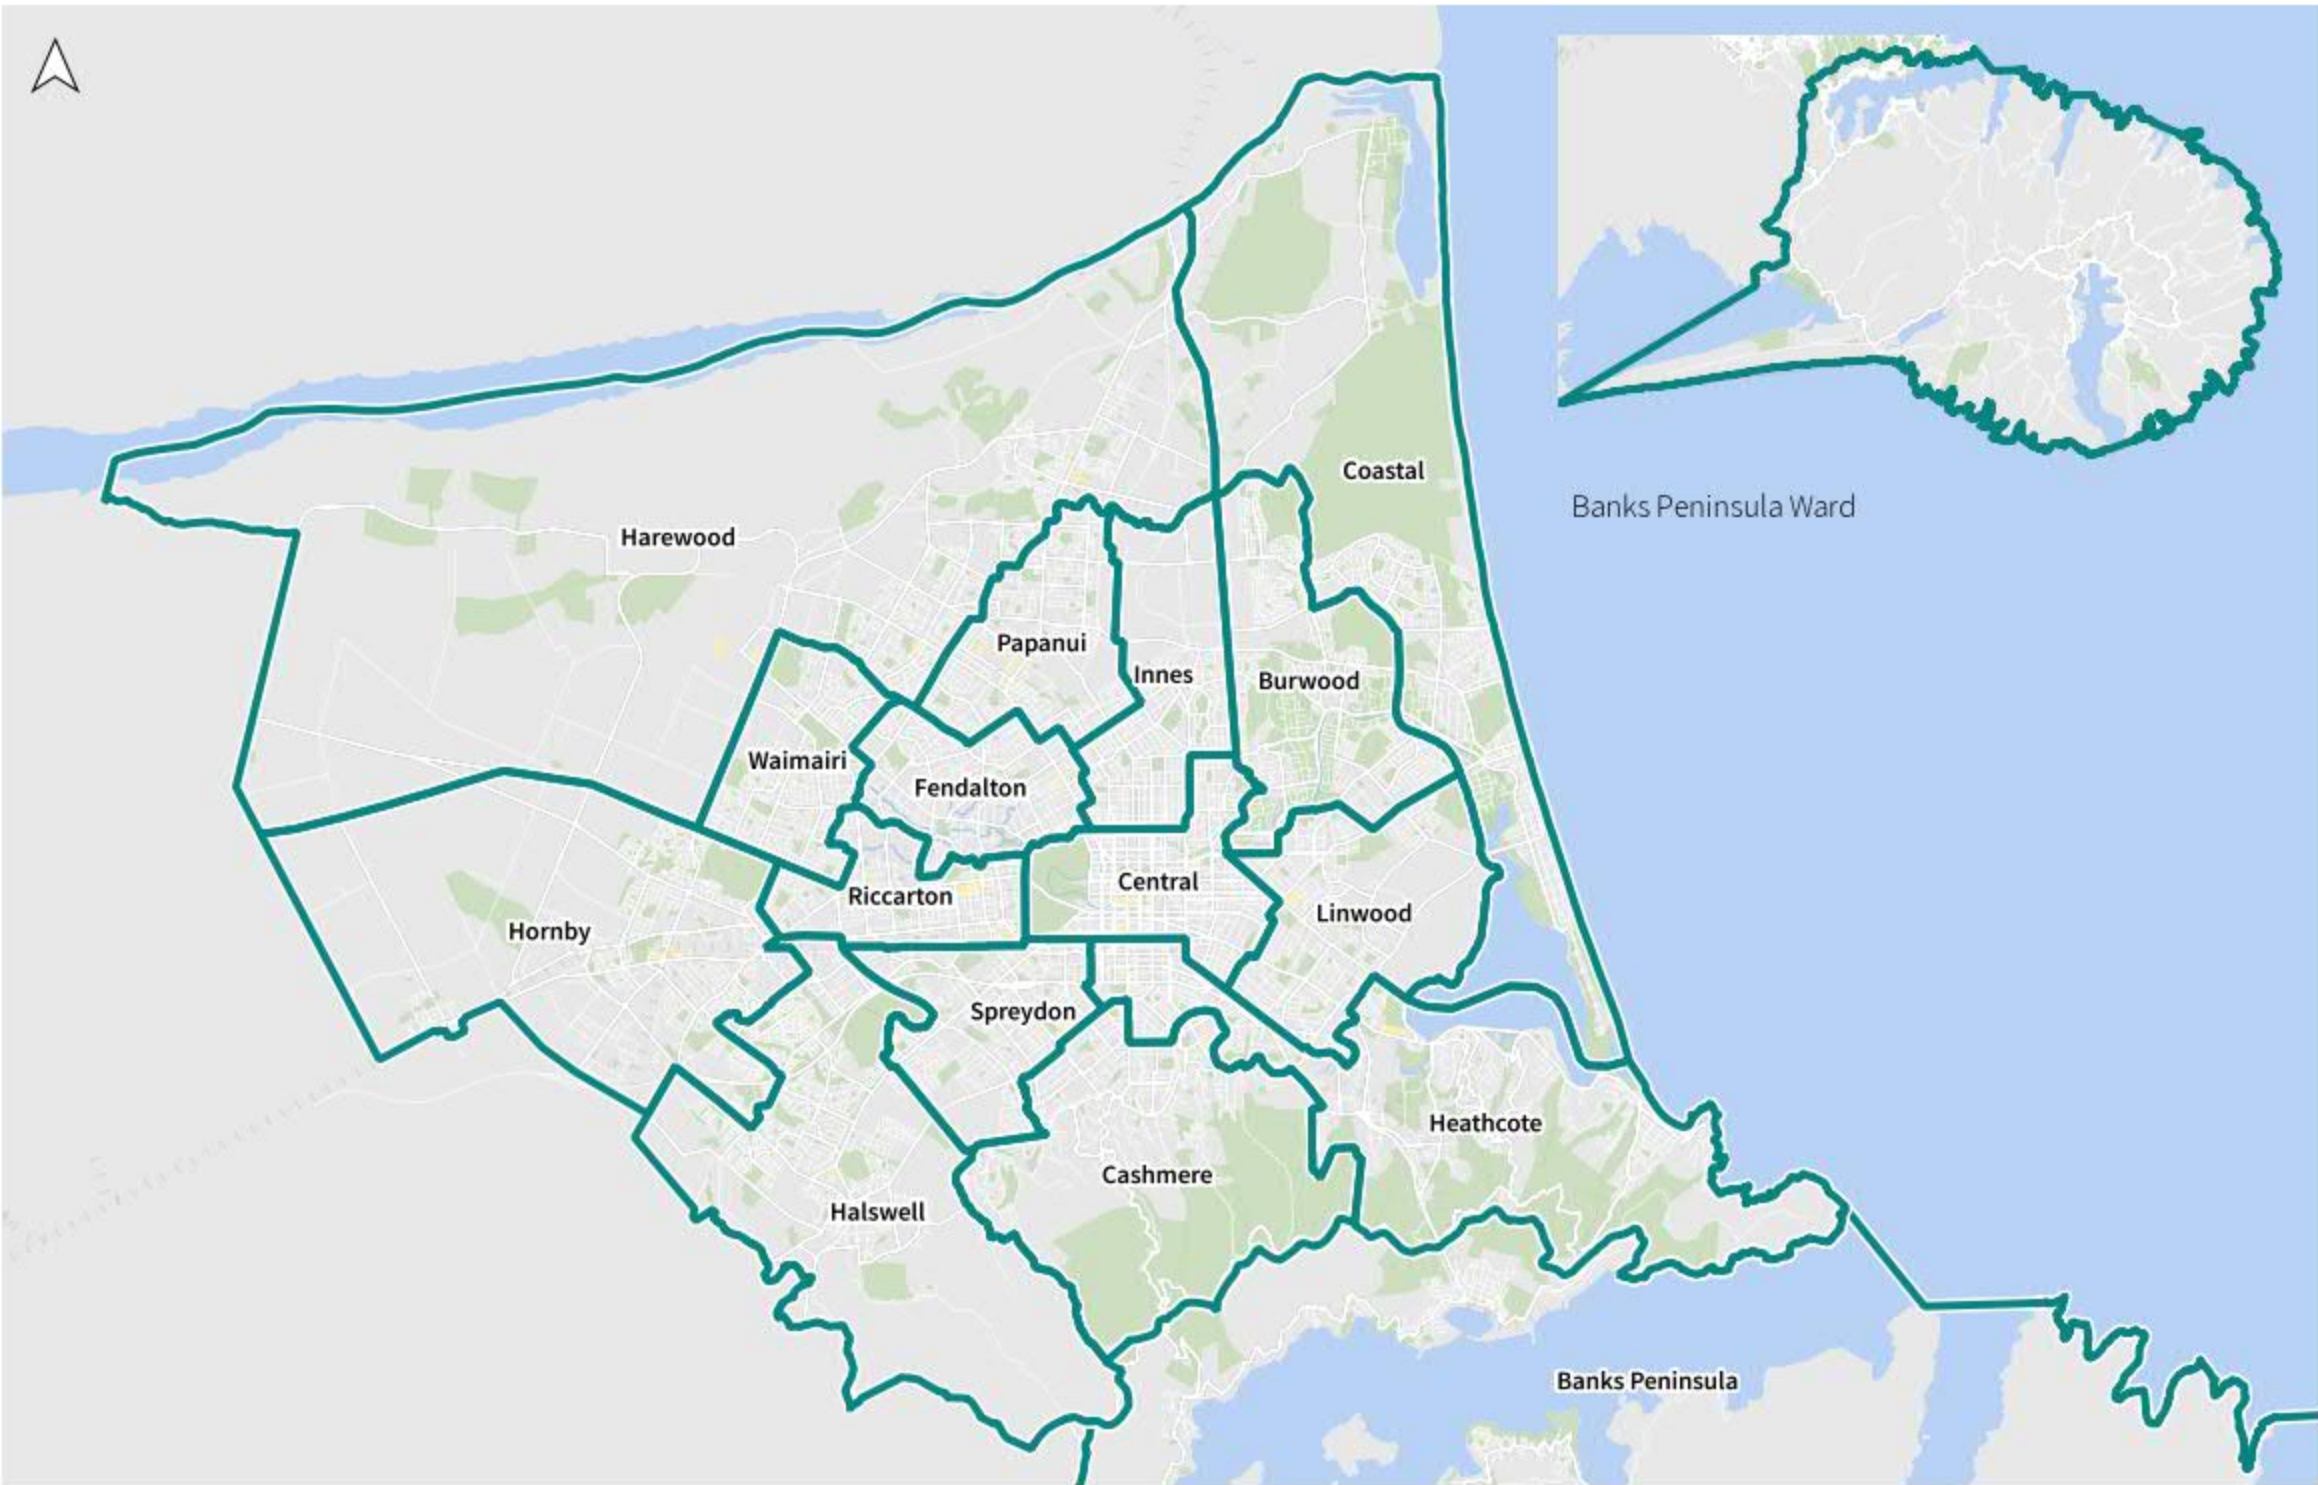 Coastal
Banks Peninsula Ward
Harewood
Papanui
Innes
Burwood
Waimairi
Fendalton
Central
Riccarton
Linwood
Hornby
Spreydon
Heathcote
Cashmere
Halswell
Banks Peninsula